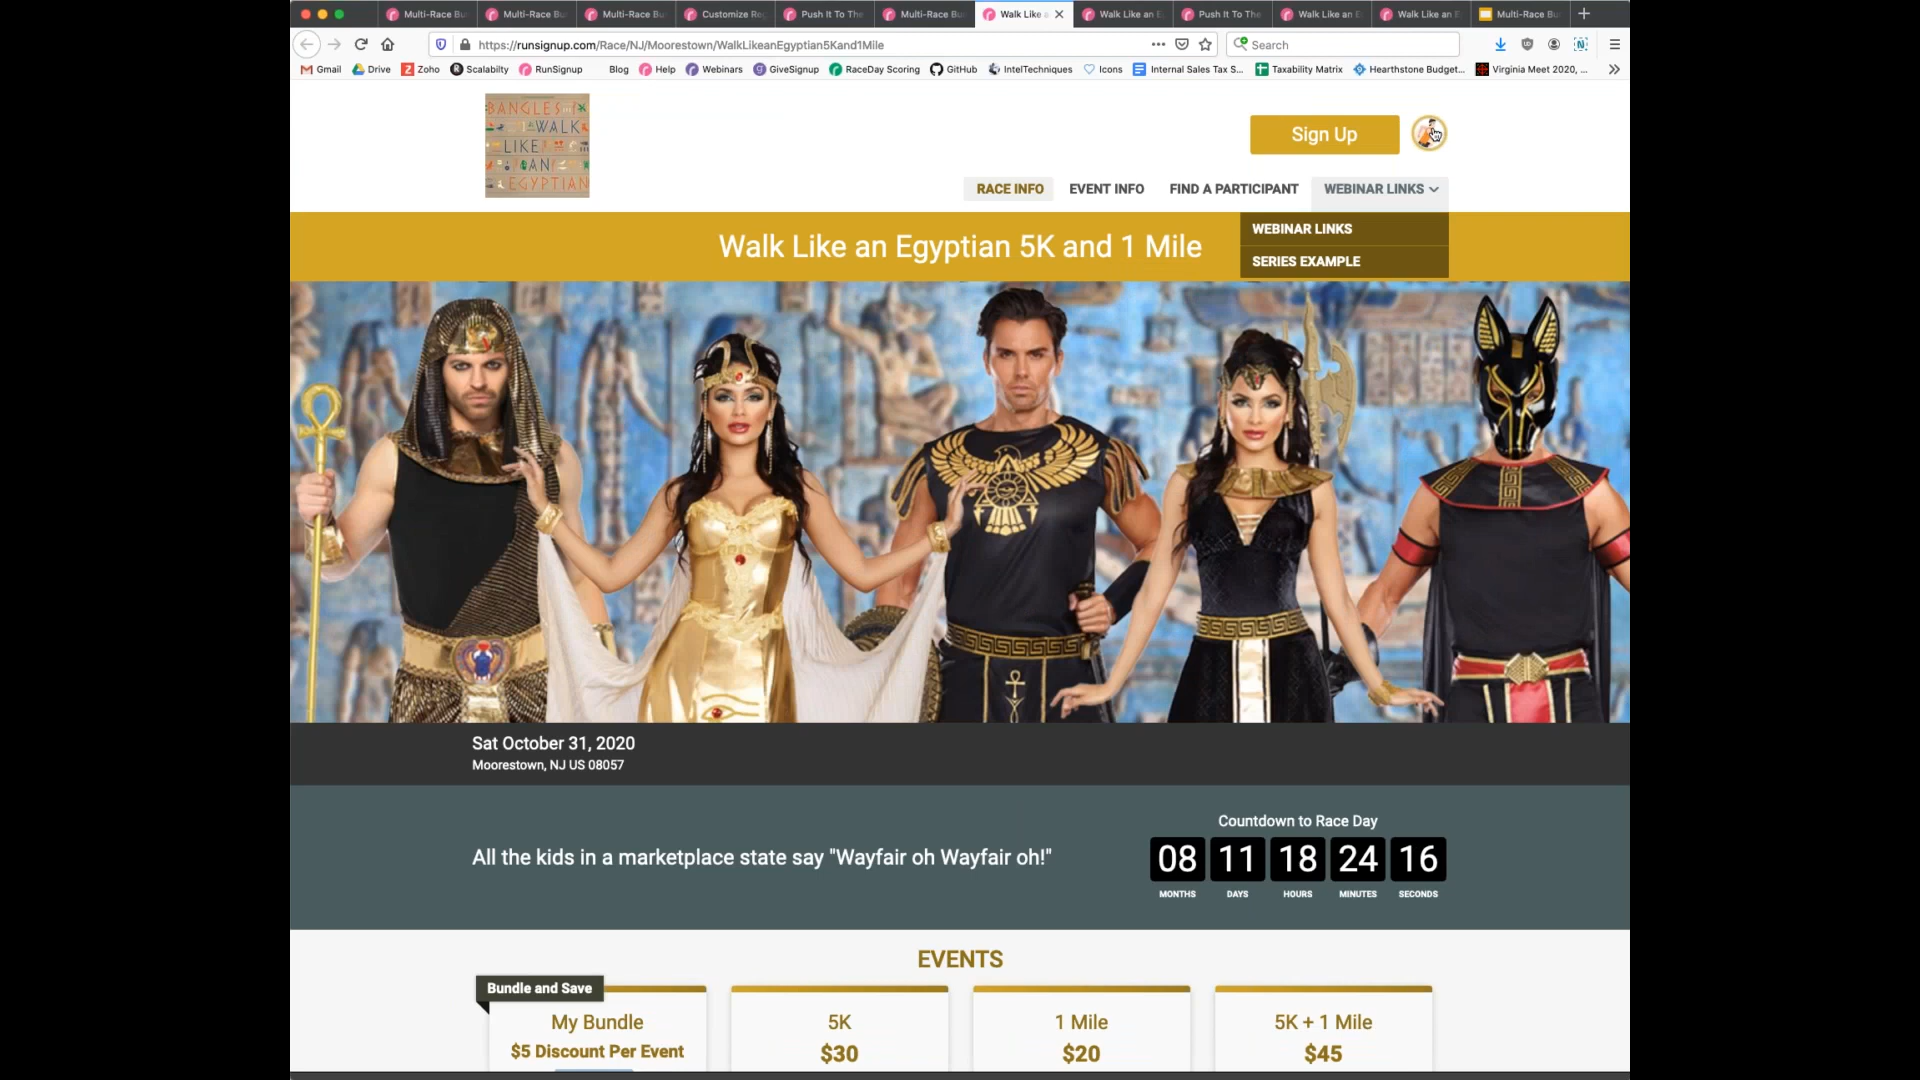 Multi-Race Bu
Multi-Race Bu
Multi-Race Bu
Customize Ro
Push It To The
Multi-Race Bu
Walk Like a
Walk Like an E
Push It To The
Walk Like an E
Walk Like an E
Multi-Race Bu
https://runsignup.com/Race/NJ/Moorestown/WalkLikeanEgyptian5Kand1Mile
Search
Gmail
Drive
Zoho
Scalabilty
RunSignup
Blog
Help
Webinars
GiveSignup
RaceDay Scoring
GitHub
IntelTechniques
Icons
Internal Sales Tax S...
Taxability Matrix
Hearthstone Budget...
Virginia Meet 2020, ...
BANGLES
WALK
LIKE
AN
EGYPTIAN
Sign Up
RACE INFO
EVENT INFO
FIND A PARTICIPANT
WEBINAR LINKS
WEBINAR LINKS
SERIES EXAMPLE
Walk Like an Egyptian 5K and 1 Mile
Sat October 31, 2020
Moorestown, NJ US 08057
All the kids in a marketplace state say "Wayfair oh Wayfair oh!"
Countdown to Race Day
08 11 18 24 16
MONTHS DAYS HOURS MINUTES SECONDS
EVENTS
Bundle and Save
My Bundle
$5 Discount Per Event
5K
$30
1 Mile
$20
5K + 1 Mile
$45